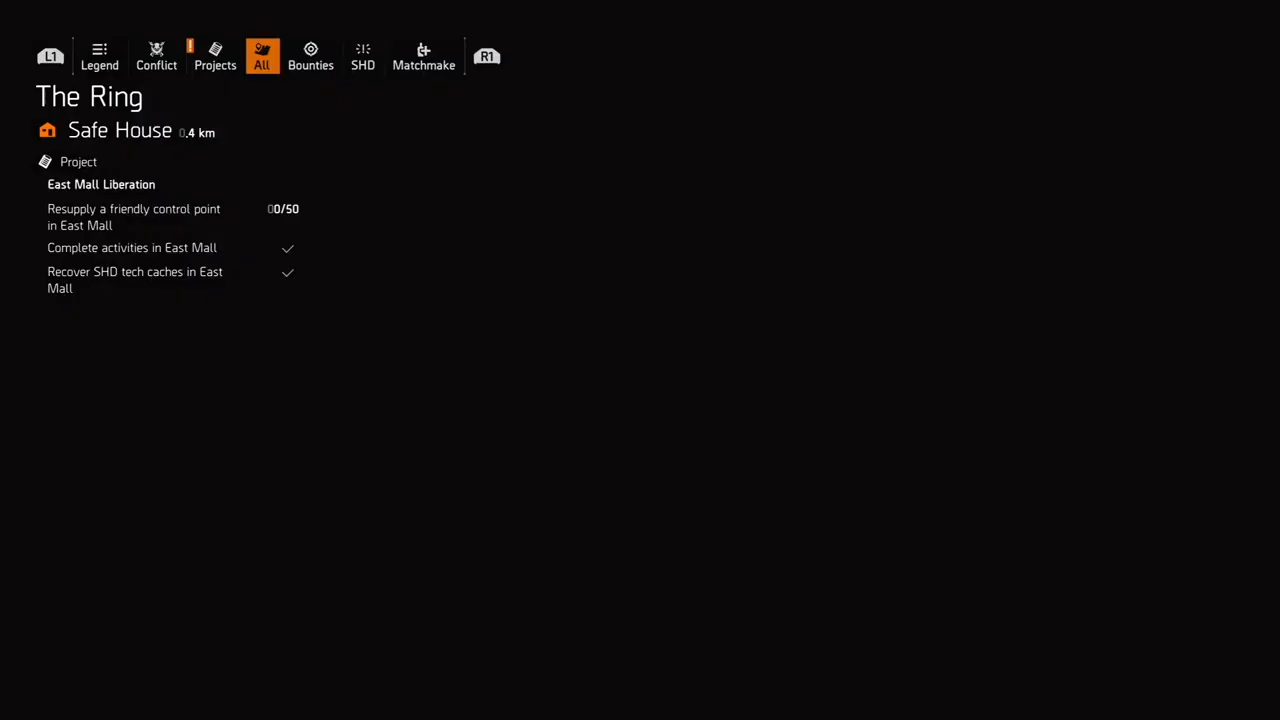 L1 Legend Conflict ! Projects All Bounties SHD Matchmake R1
The Ring
Safe House 0.4 km
Project
East Mall Liberation
Resupply a friendly control point 00/50
in East Mall
Complete activities in East Mall
Recover SHD tech caches in East
Mall